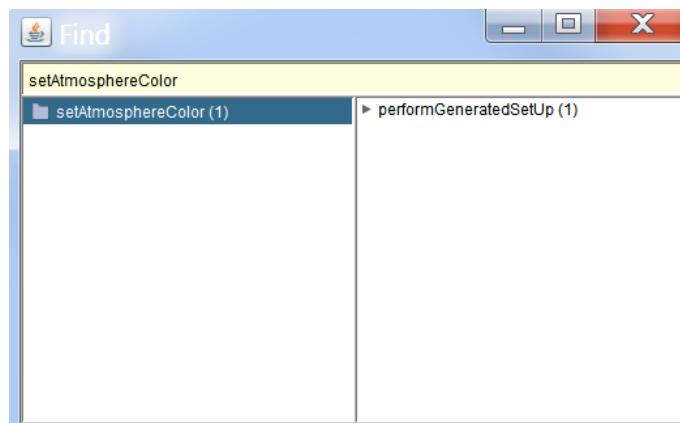 Find
setAtmosphereColor
setAtmosphereColor (1)
performGeneratedSetUp (1)